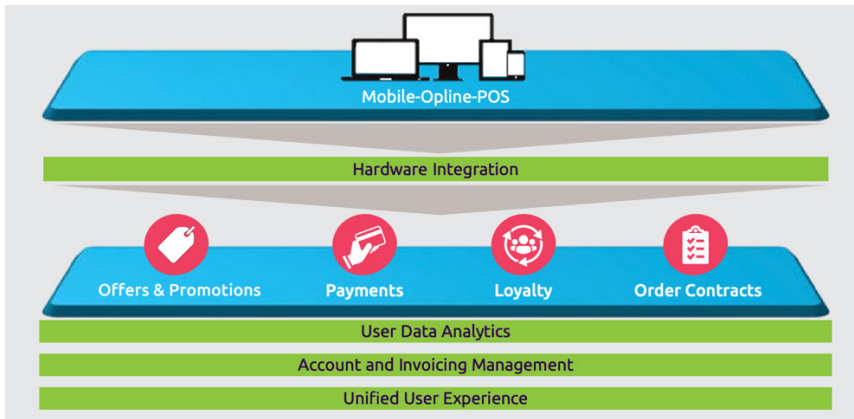 Mobile-Opline-POS
Hardware Integration
Offers & Promotions
Payments
Loyalty
Order Contracts
User Data Analytics
Account and Invoicing Management
Unified User Experience